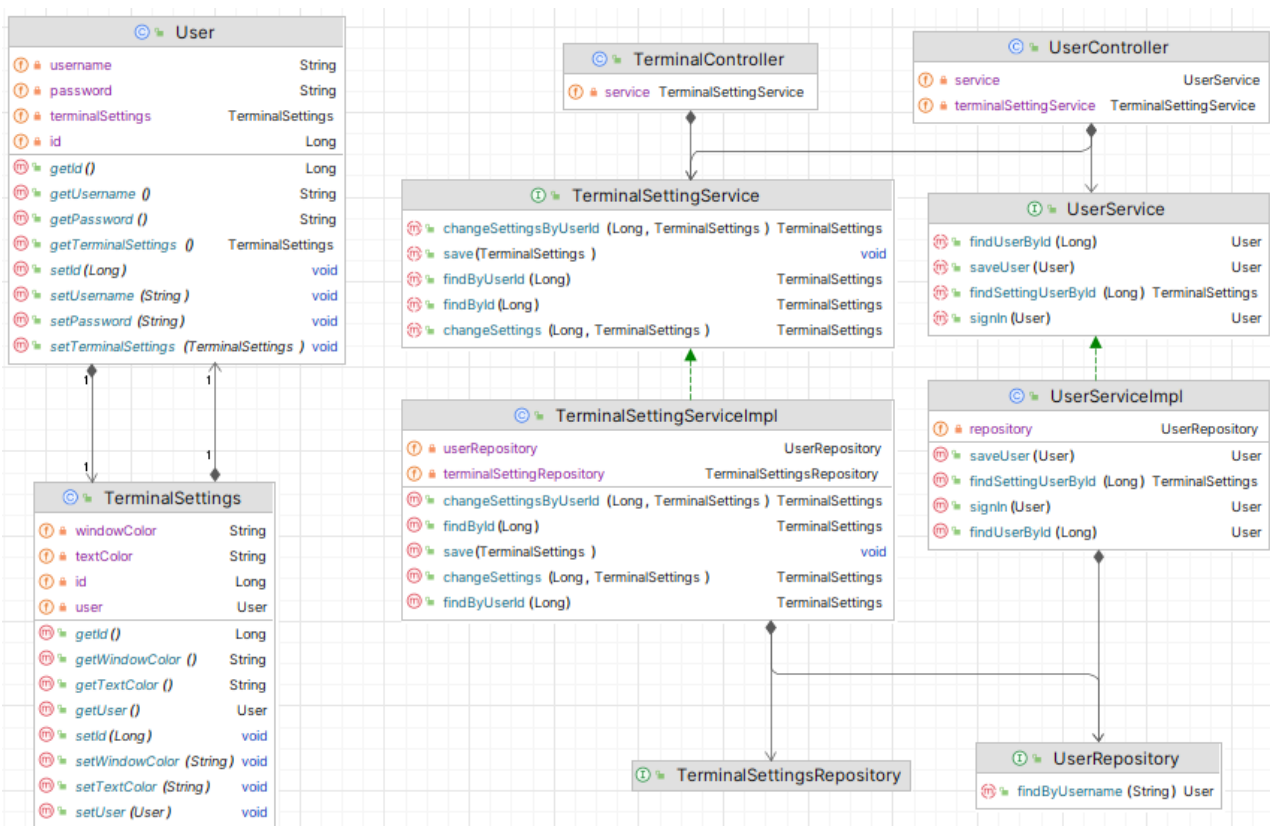 User
username String
password String
terminalSettings TerminalSettings
id Long
getId () Long
getUsername () String
getPassword () String
getTerminalSettings () TerminalSettings
setId (Long) void
setUsername (String) void
setPassword (String) void
setTerminalSettings (TerminalSettings) void
1
1
1
1
TerminalSettings
windowColor String
textColor String
id Long
user User
getId () Long
getWindowColor () String
getTextColor () String
getUser () User
setId (Long) void
setWindowColor (String) void
setTextColor (String) void
setUser (User) void
TerminalController
service TerminalSettingService
UserController
service UserService
terminalSettingService TerminalSettingService
TerminalSettingService
changeSettingsByUserId (Long, TerminalSettings) TerminalSettings
save (TerminalSettings) void
findByUserId (Long) TerminalSettings
findById (Long) TerminalSettings
changeSettings (Long, TerminalSettings) TerminalSettings
UserService
findUserById (Long) User
saveUser (User) User
findSettingUserById (Long) TerminalSettings
signIn (User) User
TerminalSettingServiceImpl
userRepository UserRepository
terminalSettingRepository TerminalSettingsRepository
changeSettingsByUserId (Long, TerminalSettings) TerminalSettings
findById (Long) TerminalSettings
save (TerminalSettings) void
changeSettings (Long, TerminalSettings) TerminalSettings
findByUserId (Long) TerminalSettings
UserServiceImpl
repository UserRepository
saveUser (User) User
findSettingUserById (Long) TerminalSettings
signIn (User) User
findUserById (Long) User
TerminalSettingsRepository
UserRepository
findByUsername (String) User